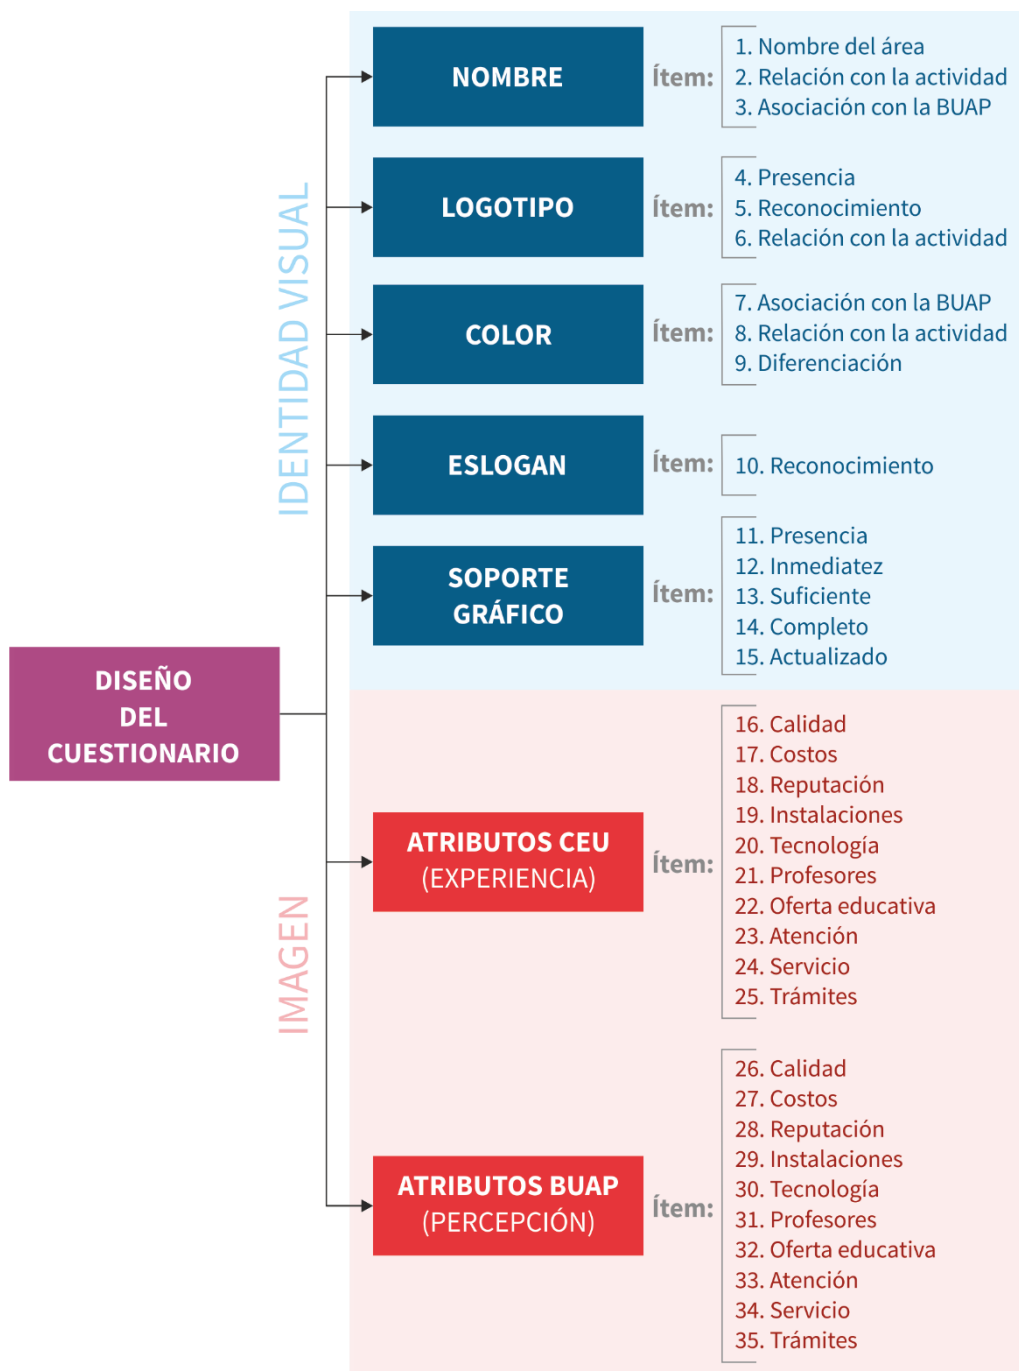 IDENTIDAD VISUAL
NOMBRE
Ítem:
1. Nombre del área
2. Relación con la actividad
3. Asociación con la BUAP
LOGOTIPO
Ítem:
4. Presencia
5. Reconocimiento
6. Relación con la actividad
COLOR
Ítem:
7. Asociación con la BUAP
8. Relación con la actividad
9. Diferenciación
ESLOGAN
Ítem:
10. Reconocimiento
SOPORTE
GRÁFICO
Ítem:
11. Presencia
12. Inmediatez
13. Suficiente
14. Completo
15. Actualizado
DISEÑO
DEL
CUESTIONARIO
IMAGEN
ATRIBUTOS CEU
(EXPERIENCIA)
Ítem:
16. Calidad
17. Costos
18. Reputación
19. Instalaciones
20. Tecnología
21. Profesores
22. Oferta educativa
23. Atención
24. Servicio
25. Trámites
ATRIBUTOS BUAP
(PERCEPCIÓN)
Ítem:
26. Calidad
27. Costos
28. Reputación
29. Instalaciones
30. Tecnología
31. Profesores
32. Oferta educativa
33. Atención
34. Servicio
35. Trámites